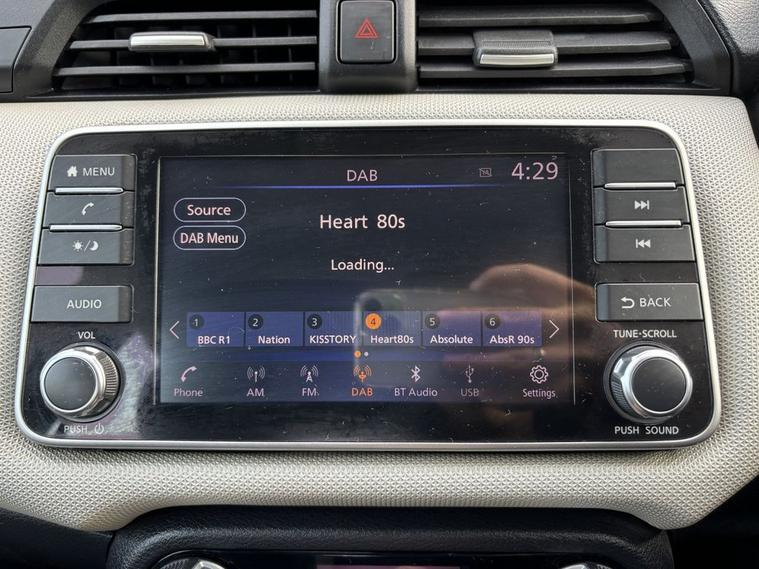 MENU
DAB
4:29
Source
Heart 80s
DAB Menu
Loading...
AUDIO
BACK
VOL
TUNE-SCROLL
1 2 3 4 5 6
BBC R1 Nation KISSTORY Heart80s Absolute AbsR 90s
Phone AM FM DAB BT Audio USB Settings
PUSH
PUSH SOUND